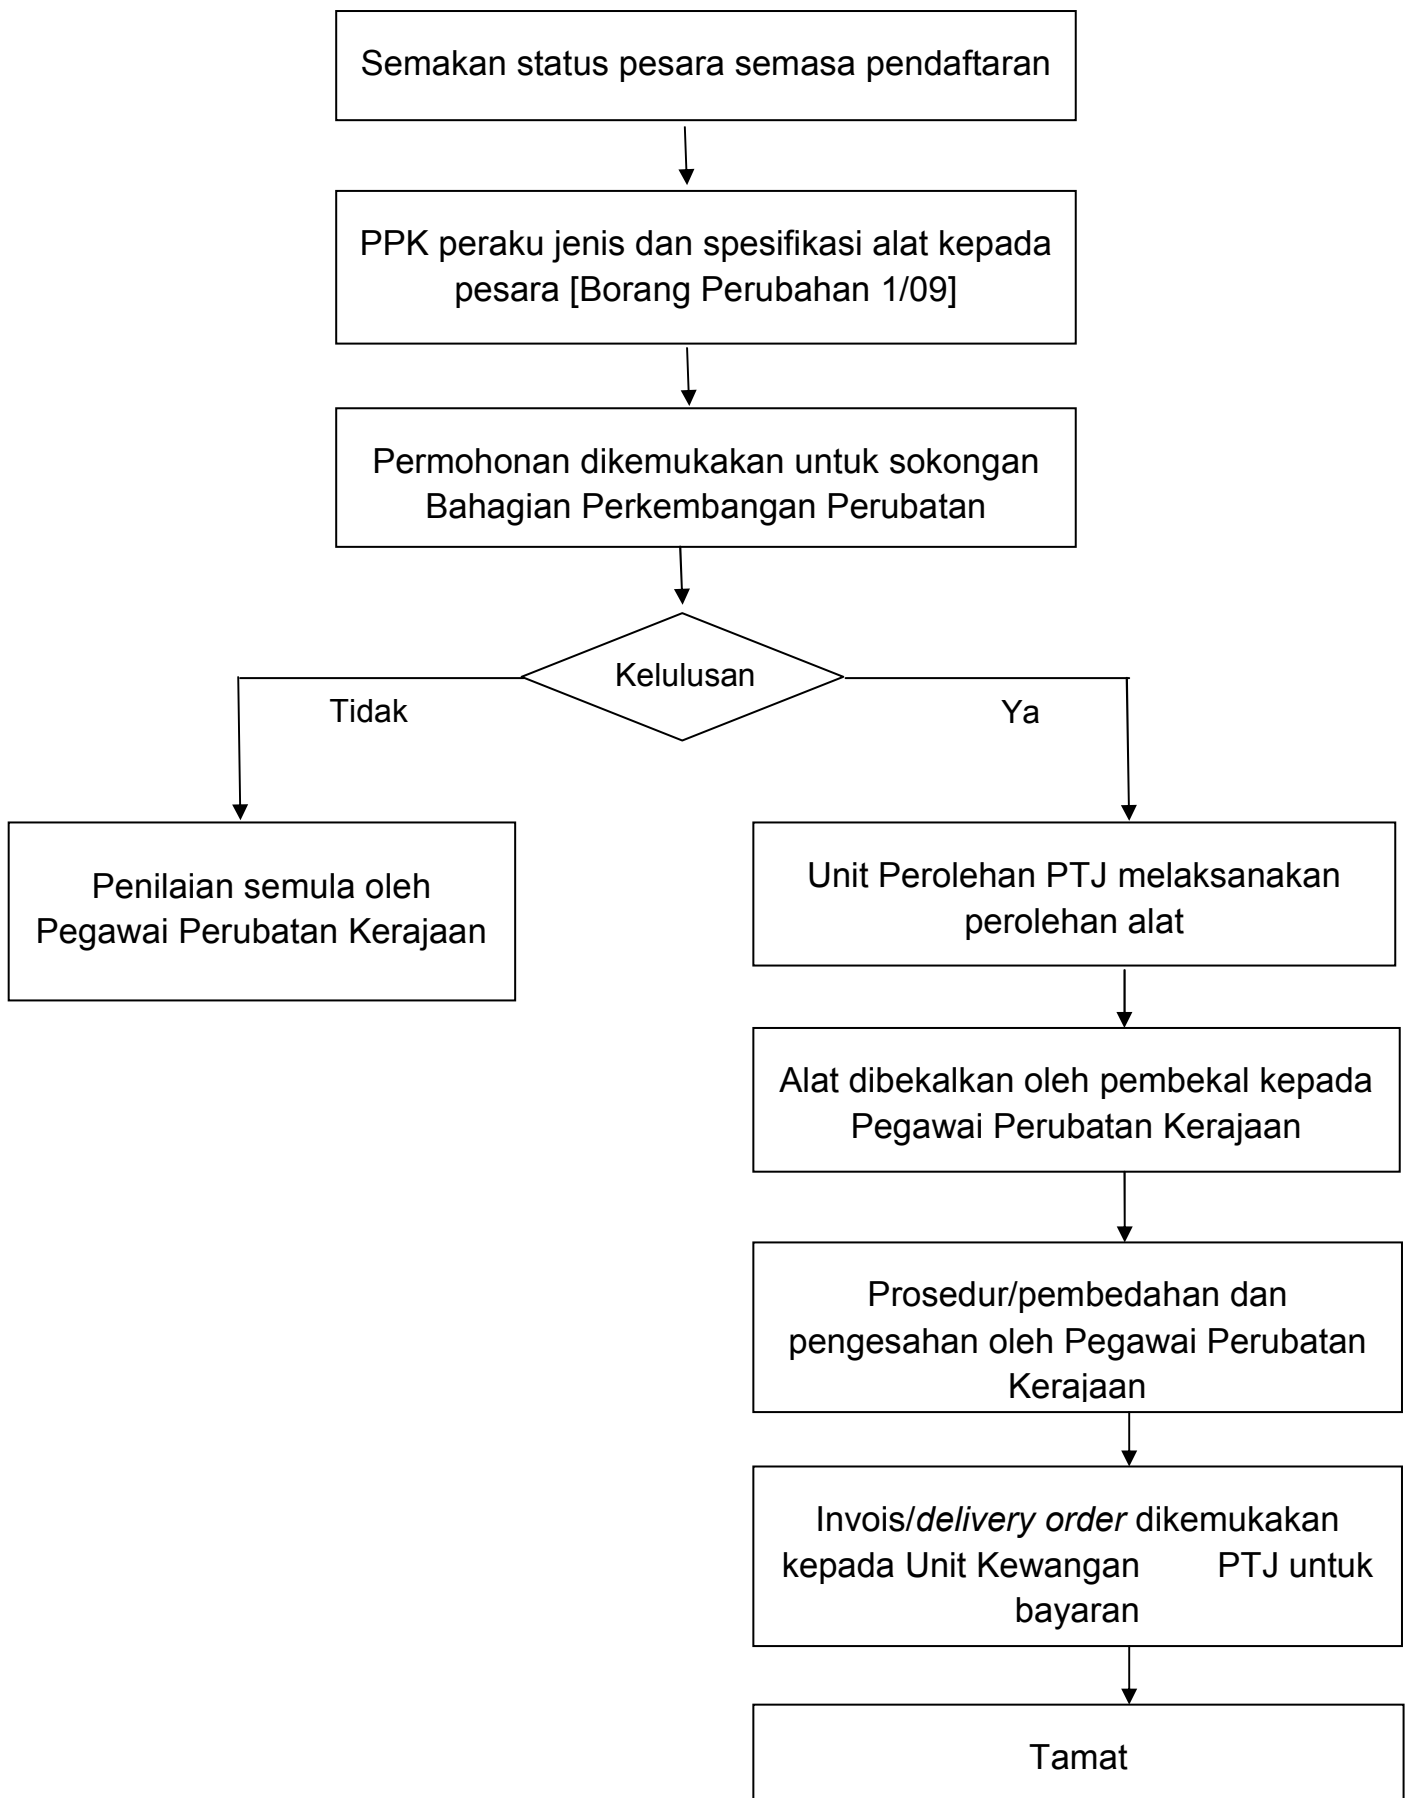 Semakan status pesara semasa pendaftaran
PPK peraku jenis dan spesifikasi alat kepada
pesara [Borang Perubahan 1/09]
Permohonan dikemukakan untuk sokongan
Bahagian Perkembangan Perubatan
Kelulusan
Tidak
Ya
Penilaian semula oleh
Pegawai Perubatan Kerajaan
Unit Perolehan PTJ melaksanakan
perolehan alat
Alat dibekalkan oleh pembekal kepada
Pegawai Perubatan Kerajaan
Prosedur/pembedahan dan
pengesahan oleh Pegawai Perubatan
Kerajaan
Invois/delivery order dikemukakan
kepada Unit Kewangan PTJ untuk
bayaran
Tamat